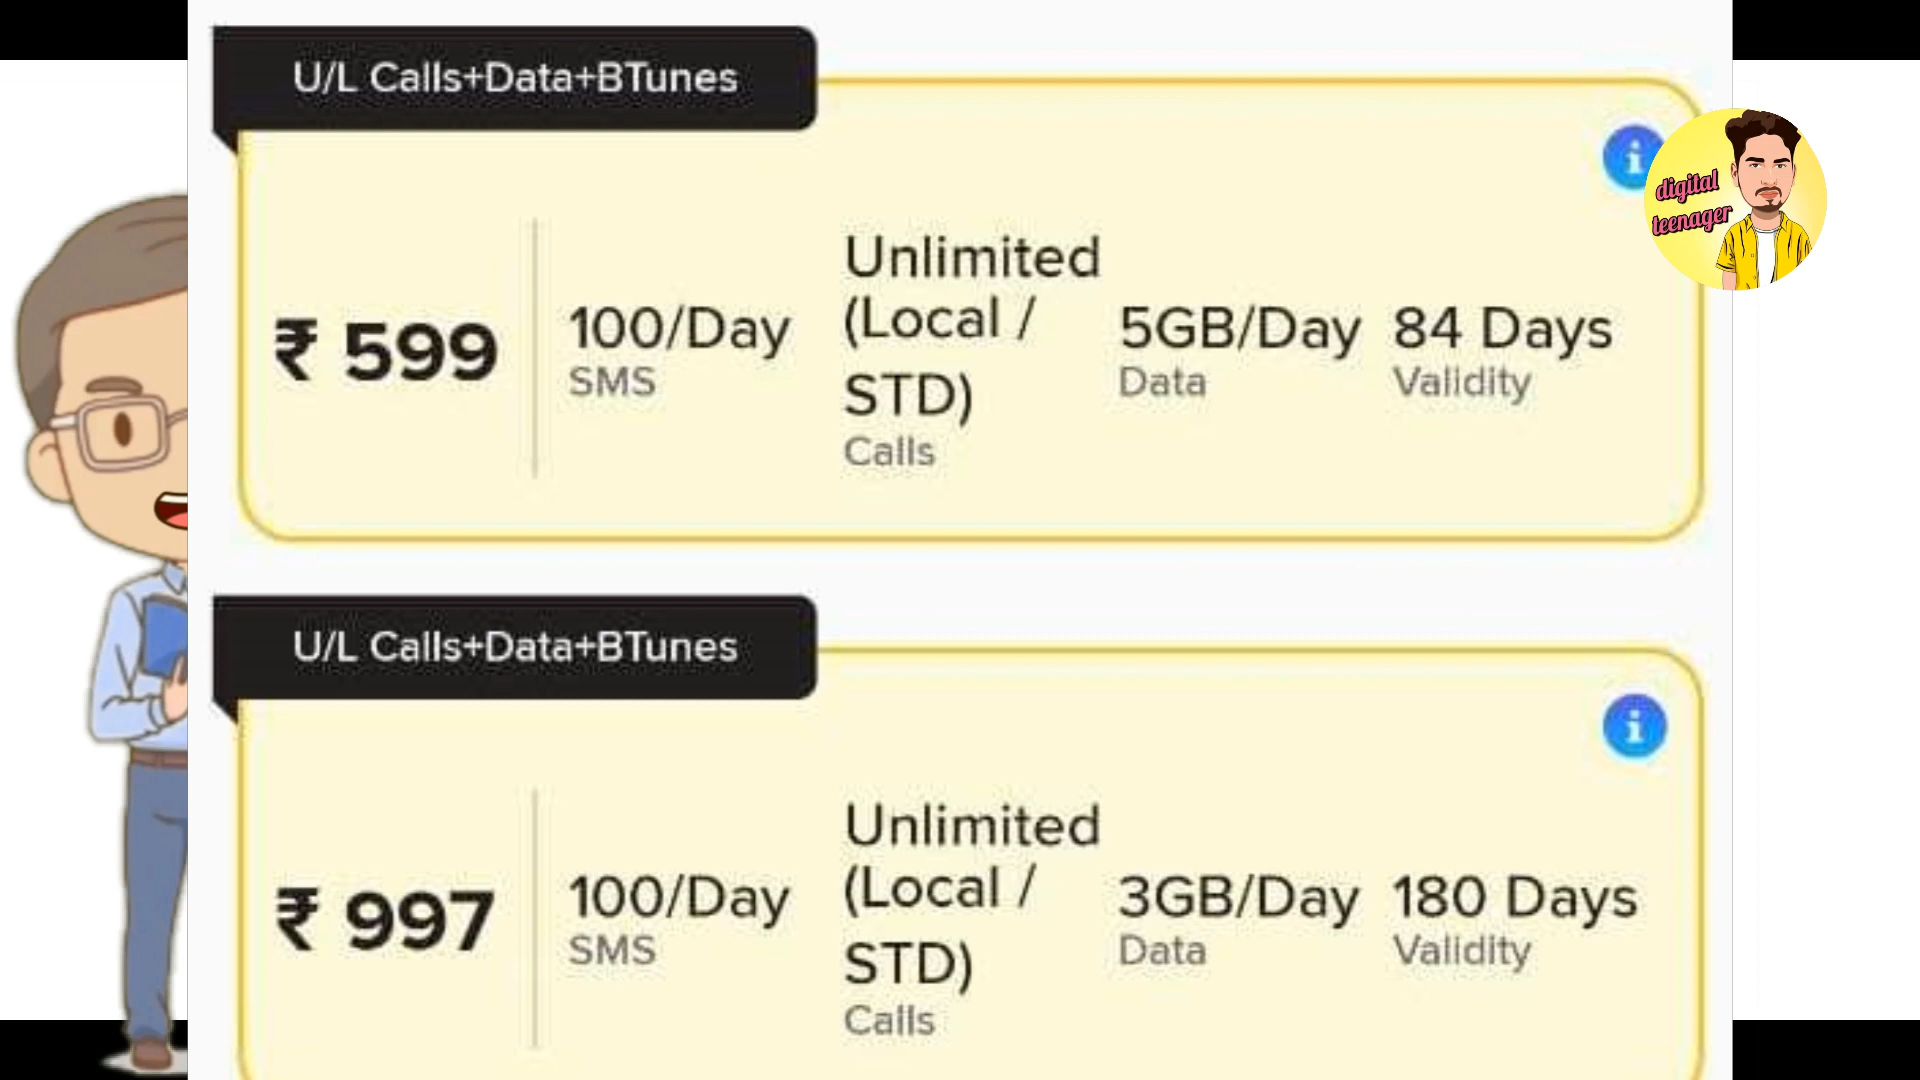 U/L Calls+Data+BTunes
i
digital
teenager
₹ 599
100/Day
SMS
Unlimited
(Local /
STD)
Calls
5GB/Day
Data
84 Days
Validity
U/L Calls+Data+BTunes
i
₹ 997
100/Day
SMS
Unlimited
(Local /
STD)
Calls
3GB/Day
Data
180 Days
Validity